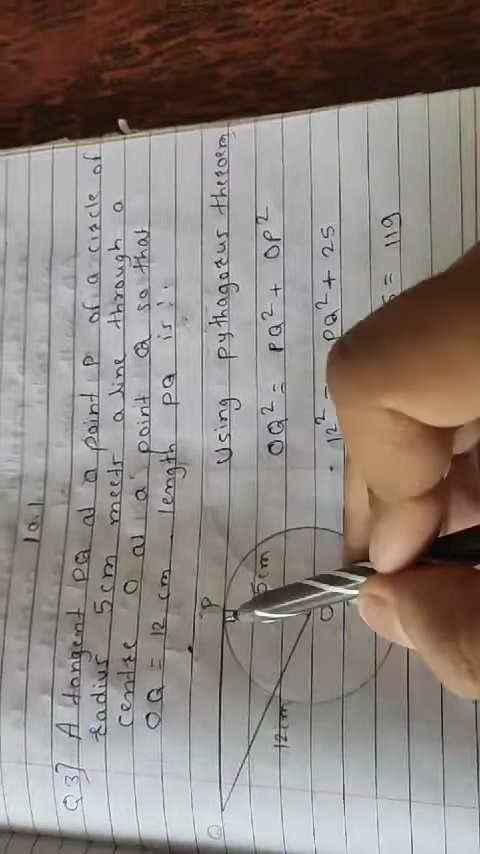 10.1
Q3] A tangent PQ at a point P of a circle of
radius 5cm meets a line through a
centre O at a point Q so that
OQ = 12 cm. length PQ is :.
Using pythagorus theorem,
OQ² = PQ² + OP²
12² = PQ² + 25
= 119
P
5cm
O
12cm
Q